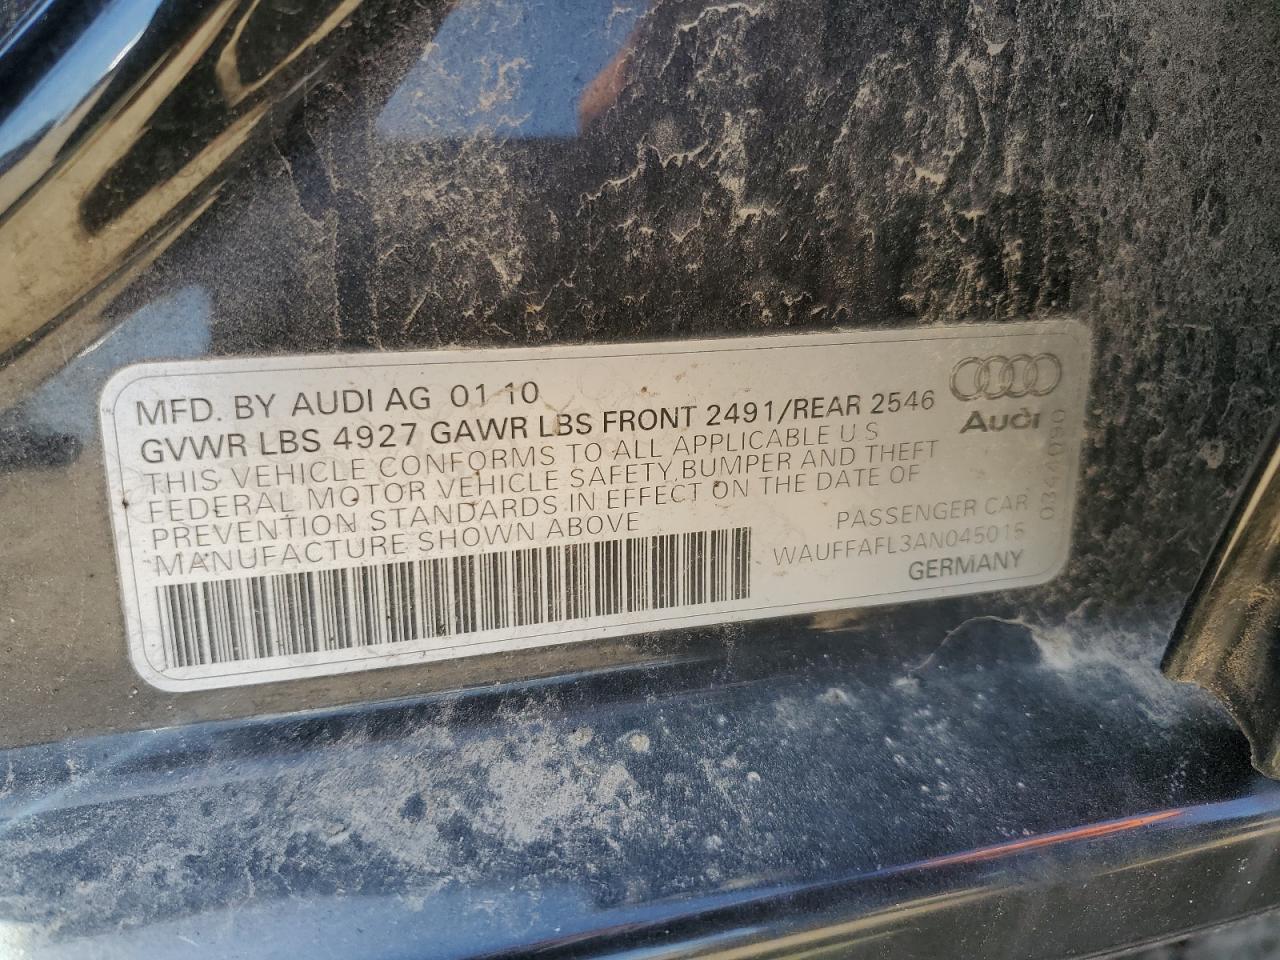 MFD. BY AUDI AG 01 10
GVWR LBS 4927 GAWR LBS FRONT 2491/REAR 2546
THIS VEHICLE CONFORMS TO ALL APPLICABLE U S
FEDERAL MOTOR VEHICLE SAFETY, BUMPER AND THEFT
PREVENTION STANDARDS IN EFFECT ON THE DATE OF
MANUFACTURE SHOWN ABOVE
PASSENGER CAR
WAUFFAFL3AN045015
GERMANY
Audi